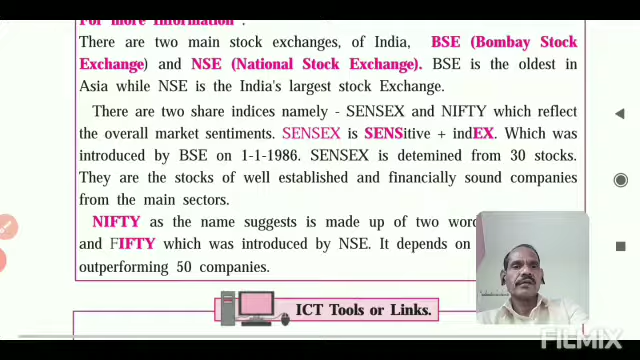 For more information :
There are two main stock exchanges, of India, BSE (Bombay Stock
Exchange) and NSE (National Stock Exchange). BSE is the oldest in
Asia while NSE is the India's largest stock Exchange.
There are two share indices namely - SENSEX and NIFTY which reflect
the overall market sentiments. SENSEX is SENSitive + indEX. Which was
introduced by BSE on 1-1-1986. SENSEX is detemined from 30 stocks.
They are the stocks of well established and financially sound companies
from the main sectors.
NIFTY as the name suggests is made up of two
and FIFTY which was introduced by NSE. It depends on
outperforming 50 companies.
ICT Tools or Links.
FILMIX